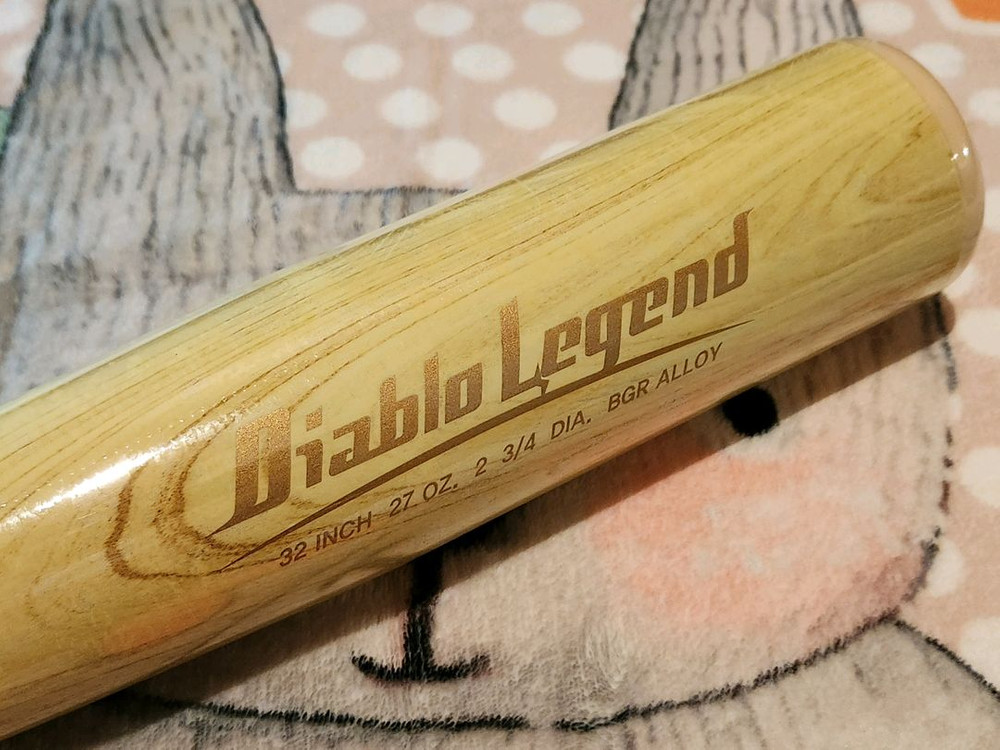 Diablo Legend
32 INCH 27 OZ. 2 3/4 DIA. BGR ALLOY